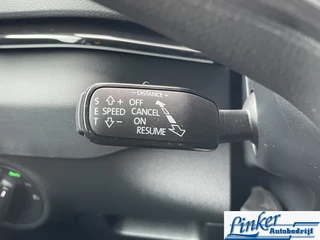 - DISTANCE +
S ⇧ + OFF
E SPEED CANCEL
T ⇩ - ON
RESUME
Linker
Autobedrijf